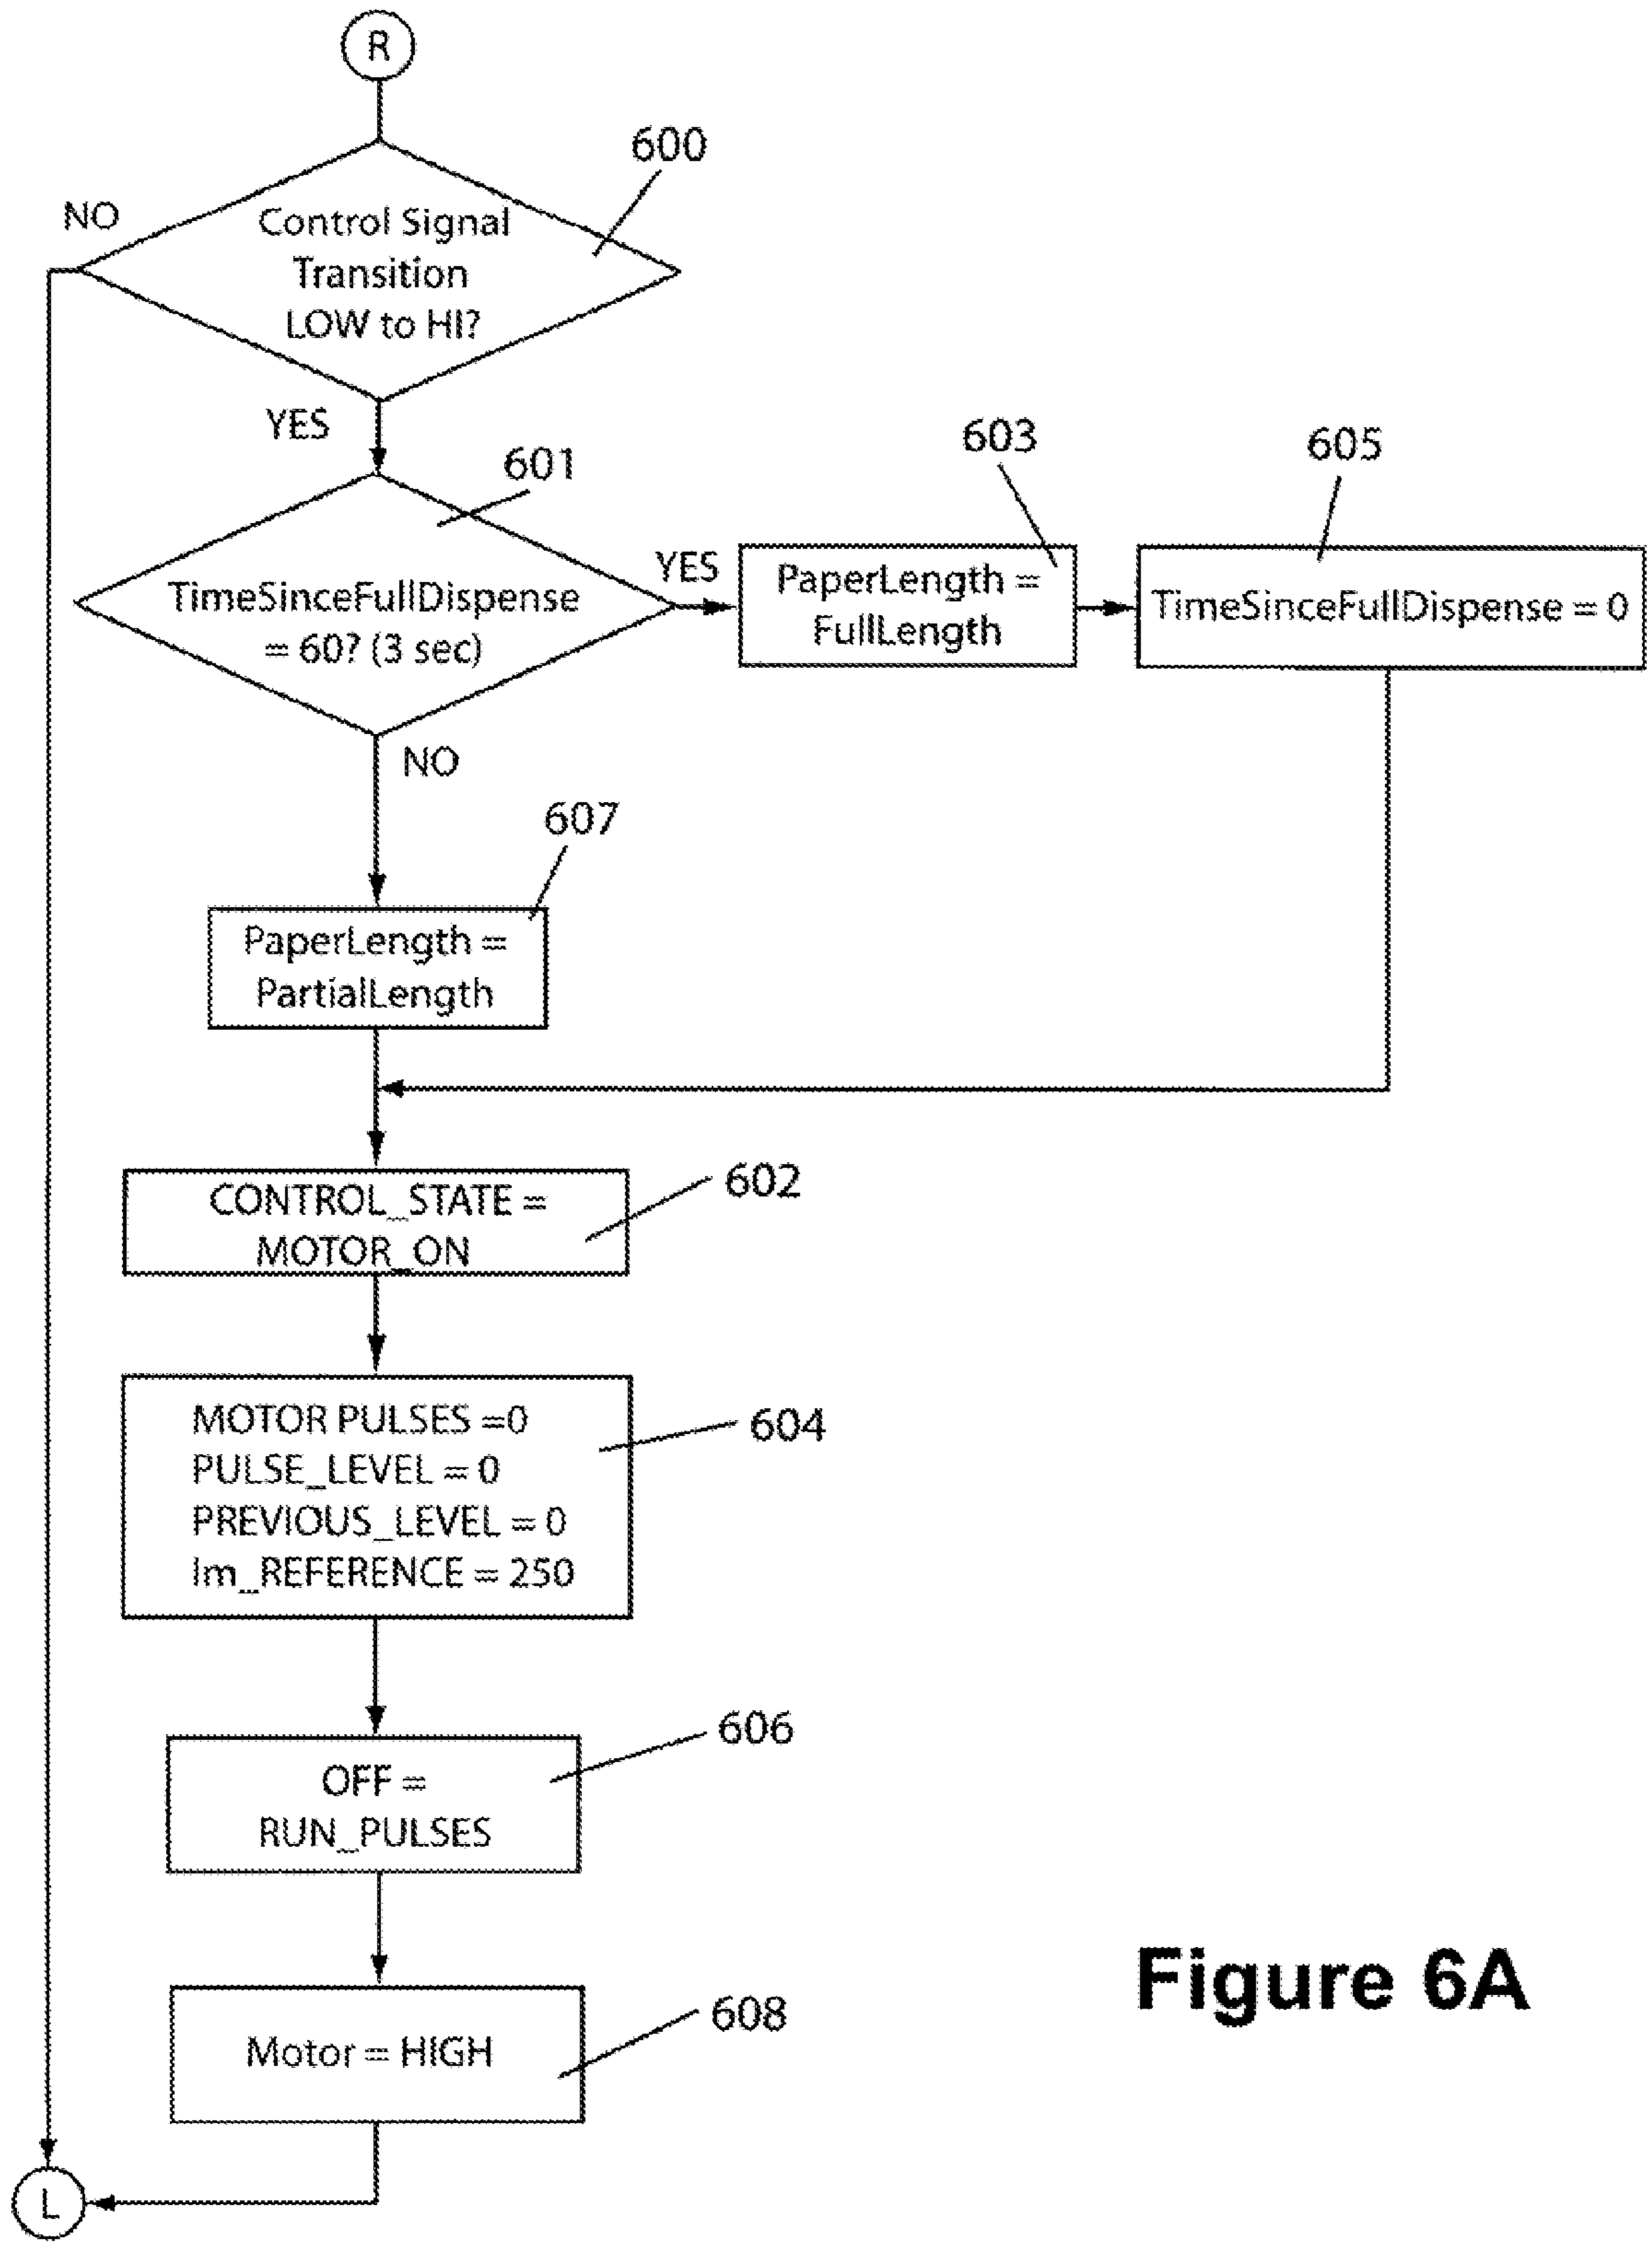 R
600
NO
Control Signal
Transition
LOW to HI?
YES
601
603
605
TimeSinceFullDispense
= 60? (3 sec)
YES
PaperLength =
FullLength
TimeSinceFullDispense = 0
NO
607
PaperLength =
PartialLength
602
CONTROL_STATE =
MOTOR_ON
604
MOTOR PULSES =0
PULSE_LEVEL = 0
PREVIOUS_LEVEL = 0
Im_REFERENCE = 250
606
OFF =
RUN_PULSES
608
Motor = HIGH
L
Figure 6A